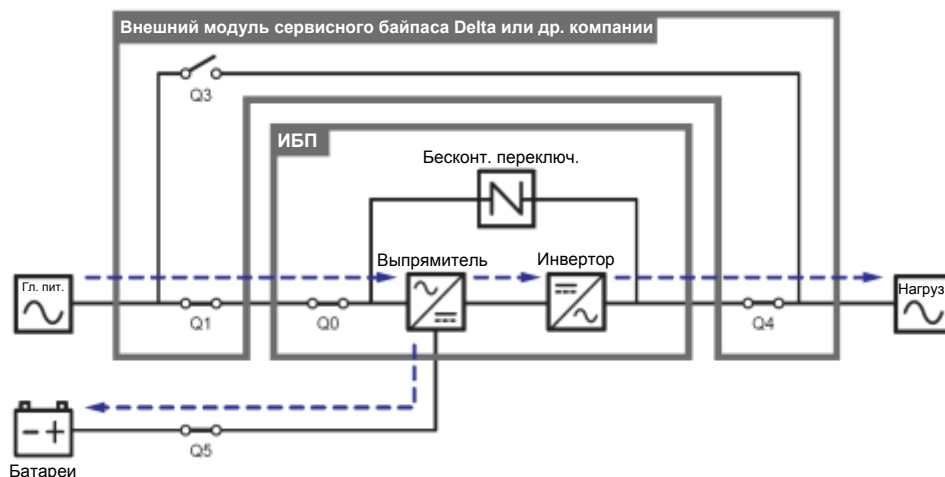 Внешний модуль сервисного байпаса Delta или др. компании
Q3
ИБП
Бесконт. переключ.
Гл. пит.
Выпрямитель
Инвертор
Нагруз
Q1
Q0
Q4
Q5
Батареи